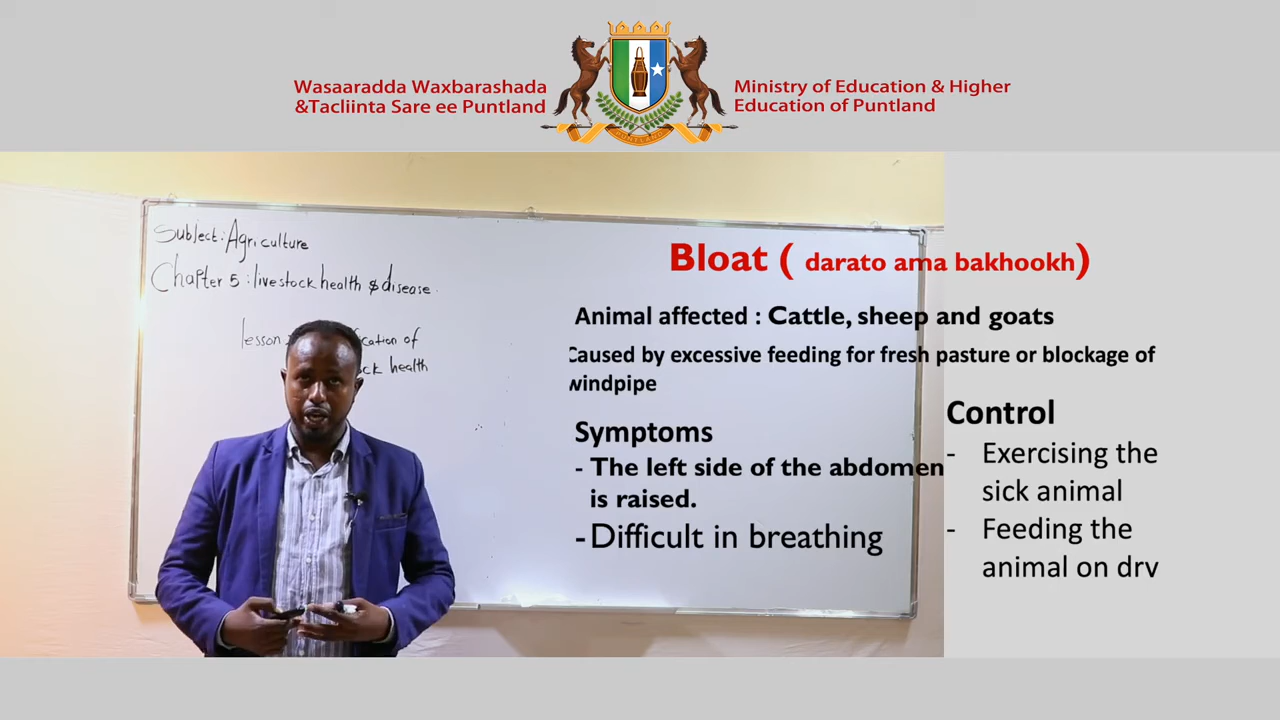 Wasaaradda Waxbarashada
&Tacliinta Sare ee Puntland
Ministry of Education & Higher
Education of Puntland
Subject: Agriculture
Chapter 5: livestock health & disease.
lesson
cation of
ck health
Bloat ( darato ama bakhookh)
Animal affected : Cattle, sheep and goats
Caused by excessive feeding for fresh pasture or blockage of
windpipe
Symptoms
- The left side of the abdomen
is raised.
-Difficult in breathing
Control
- Exercising the
sick animal
- Feeding the
animal on dry